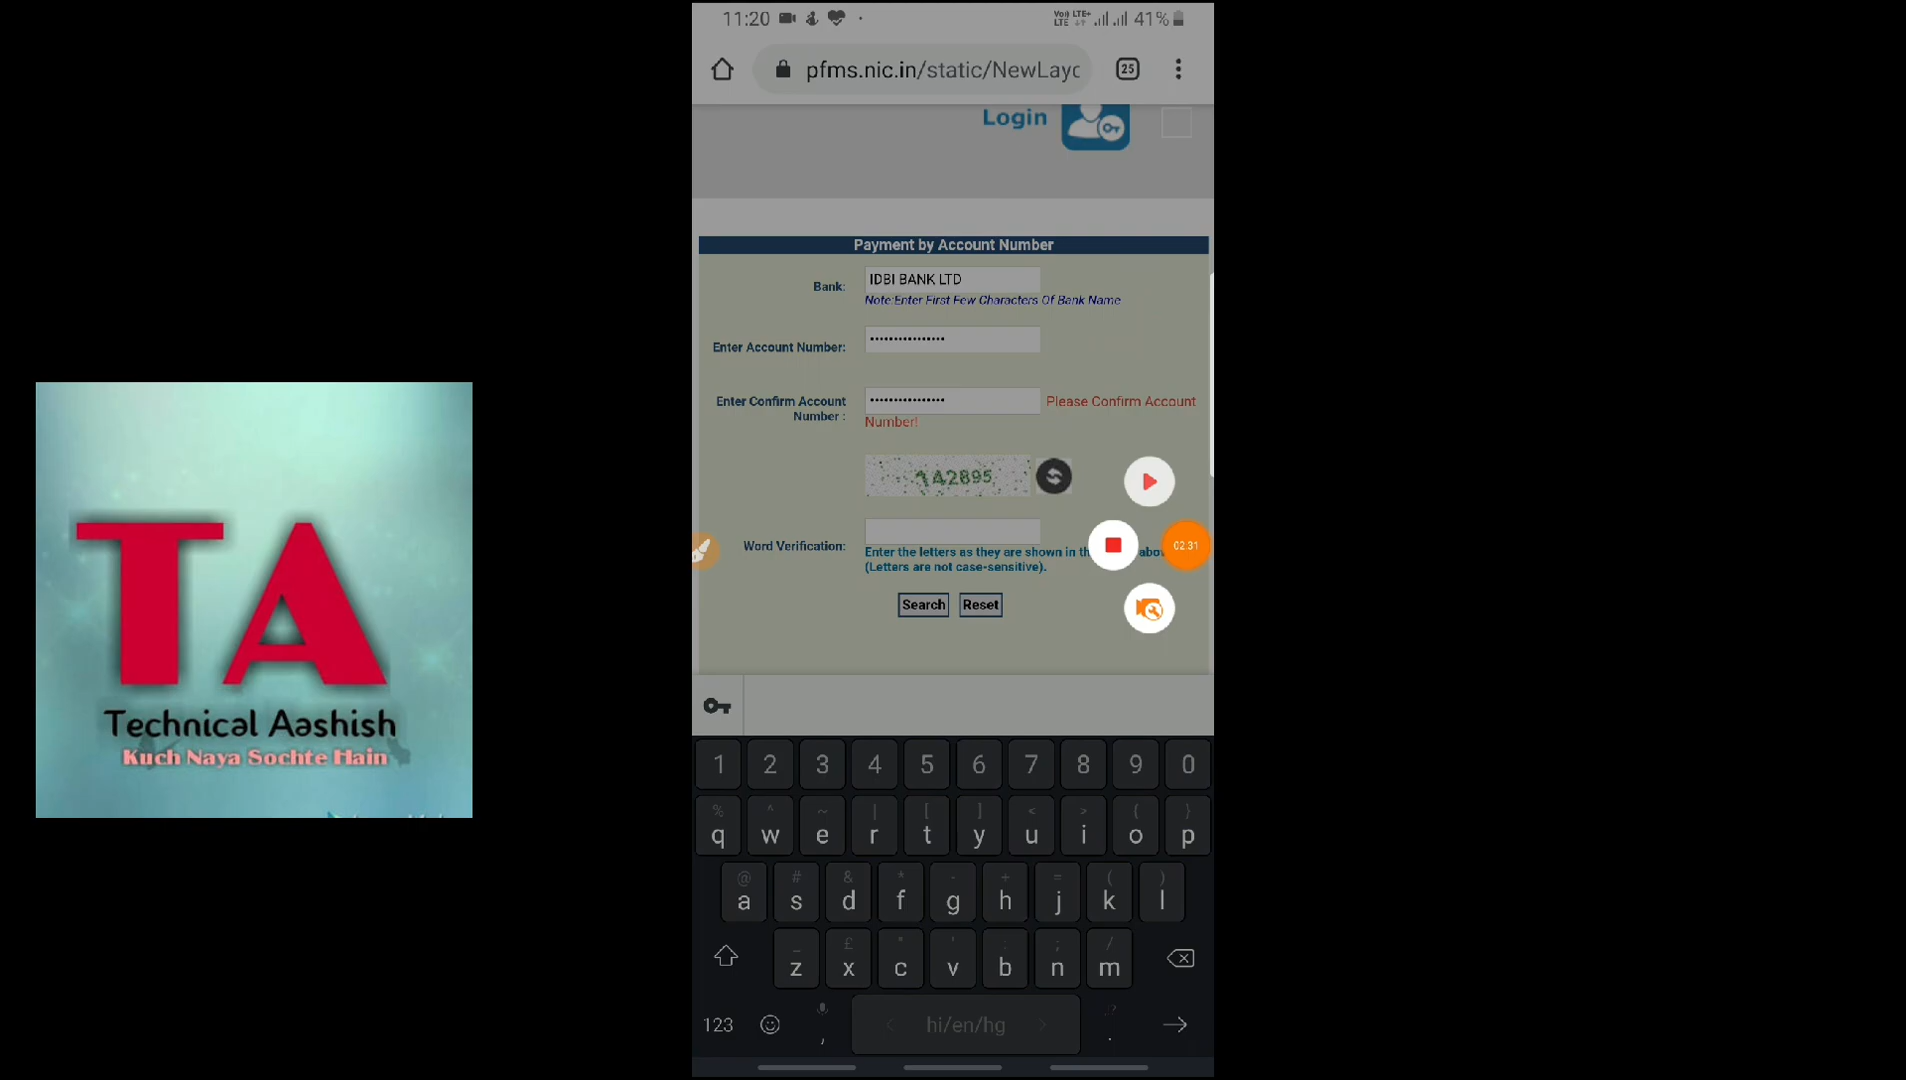 11:20
Vo) LTE+
LTE
41%
pfms.nic.in/static/NewLayc
25
Login
Payment by Account Number
Bank:
IDBI BANK LTD
Note:Enter First Few Characters Of Bank Name
Enter Account Number:
••••••••••••••••
Enter Confirm Account
Number :
••••••••••••••••
Please Confirm Account
Number!
142895
Word Verification:
Enter the letters as they are shown in th
abov
(Letters are not case-sensitive).
02:31
Search
Reset
TA
Technical Aashish
Kuch Naya Sochte Hain
1 2 3 4 5 6 7 8 9 0
% ^ ~ | [ ] < > { }
q w e r t y u i o p
@ # & * - + = ( )
a s d f g h j k l
_ £ " ' : ; /
z x c v b n m
123
,
hi/en/hg
.